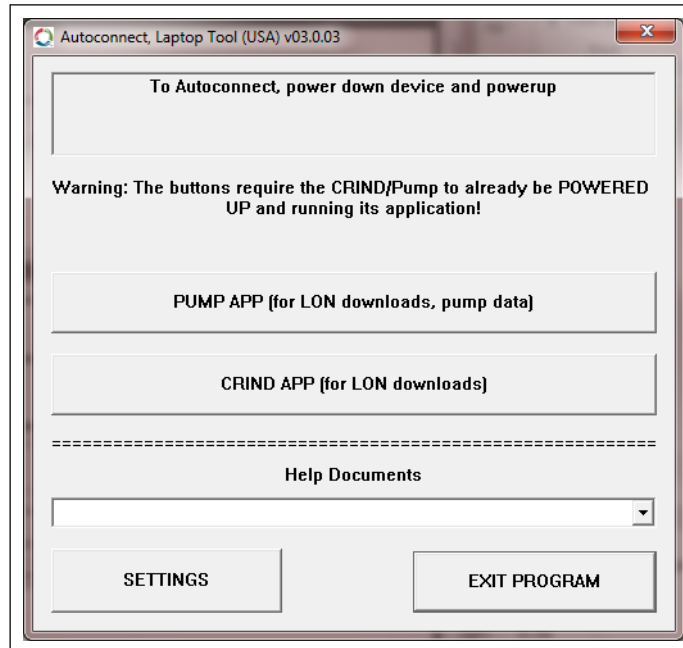 Autoconnect, Laptop Tool (USA) v03.0.03
To Autoconnect, power down device and powerup
Warning: The buttons require the CRIND/Pump to already be POWERED
UP and running its application!
PUMP APP (for LON downloads, pump data)
CRIND APP (for LON downloads)
============================================================
Help Documents
SETTINGS
EXIT PROGRAM